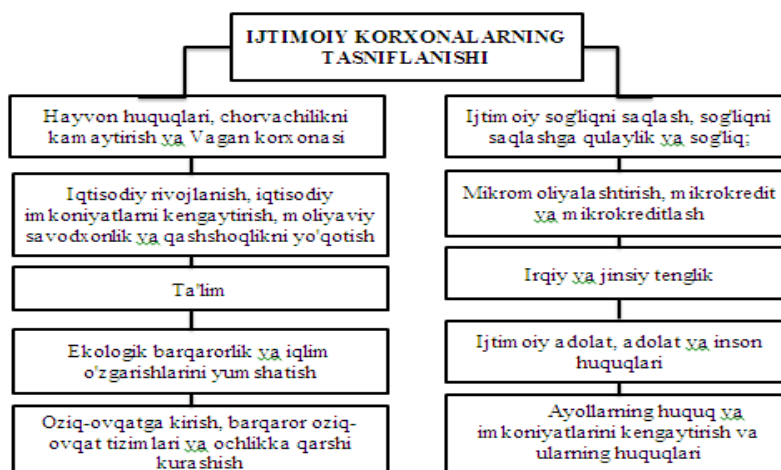 IJTIMOIY KORXONALARNING
TASNIFLANISHI
Hayvon huquqlari, chorvachilikni
kamaytirish va Vagan korxonasi
Iqtisodiy rivojlanish, iqtisodiy
imkoniyatlarni kengaytirish, moliyaviy
savodxonlik va qashshoqlikni yo'qotish
Ta'lim
Ekologik barqarorlik va iqlim
o'zgarishlarini yumshatish
Oziq-ovqatga kirish, barqaror oziq-
ovqat tizimlari va ochlikka qarshi
kurashish
Ijtimoiy sog'liqni saqlash, sog'liqni
saqlashga qulaylik va sog'liq;
Mikromoliyalashtirish, mikrokredit
va mikrokreditlash
Irqiy va jinsiy tenglik
Ijtimoiy adolat, adolat va inson
huquqlari
Ayollarning huquq va
imkoniyatlarini kengaytirish va
ularning huquqlari